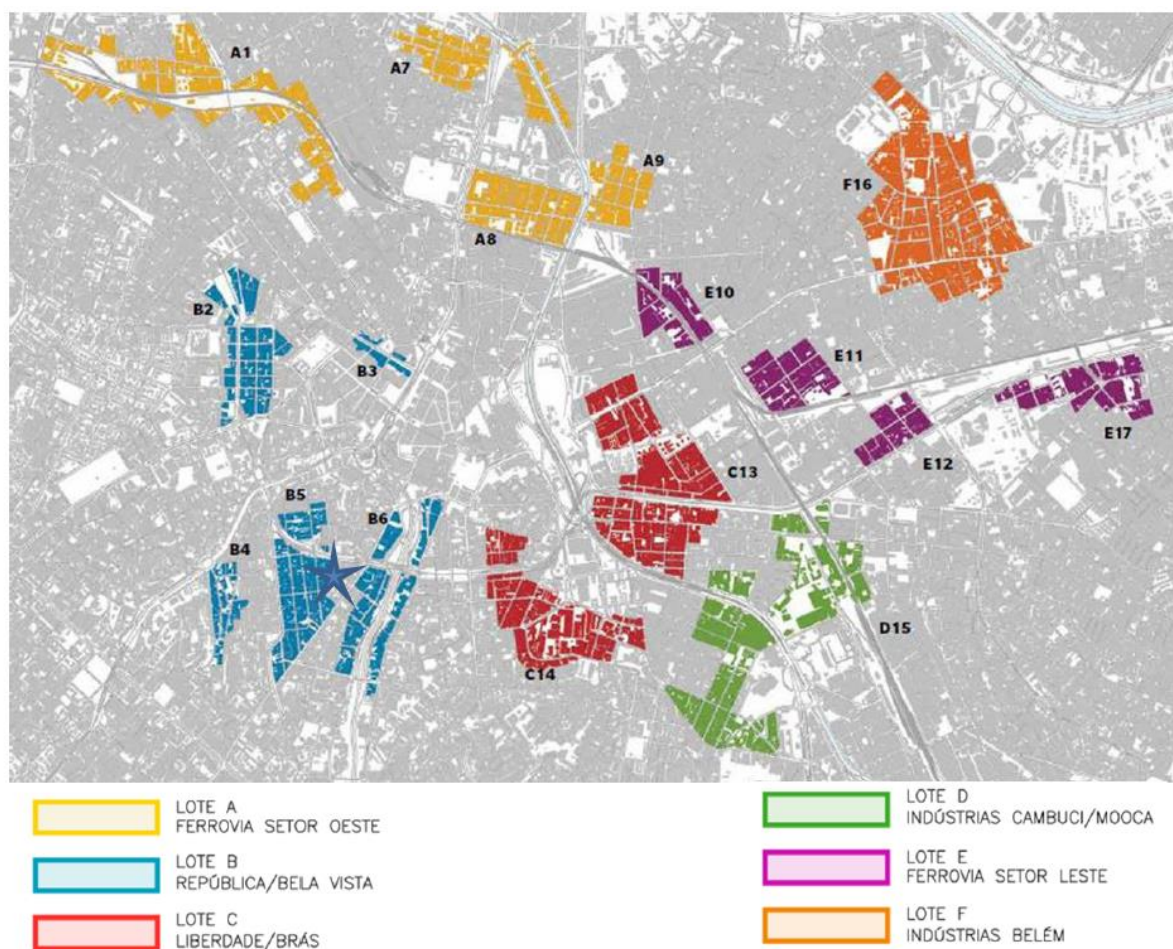 A1
A7
A9
F16
A8
E10
B2
B3
E11
E17
E12
C13
B5
B6
B4
D15
C14
LOTE A
FERROVIA SETOR OESTE
LOTE B
REPÚBLICA/BELA VISTA
LOTE C
LIBERDADE/BRÁS
LOTE D
INDÚSTRIAS CAMBUCI/MOOCA
LOTE E
FERROVIA SETOR LESTE
LOTE F
INDÚSTRIAS BELÉM